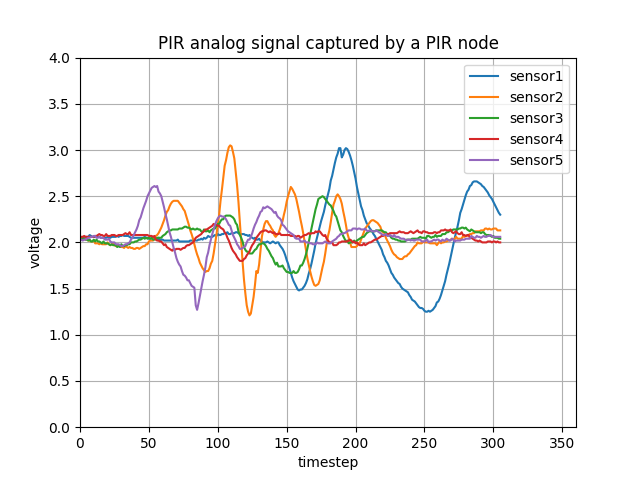 PIR analog signal captured by a PIR node
4.0
3.5
3.0
2.5
2.0
1.5
1.0
0.5
0.0
voltage
sensor1
sensor2
sensor3
sensor4
sensor5
0 50 100 150 200 250 300 350
timestep